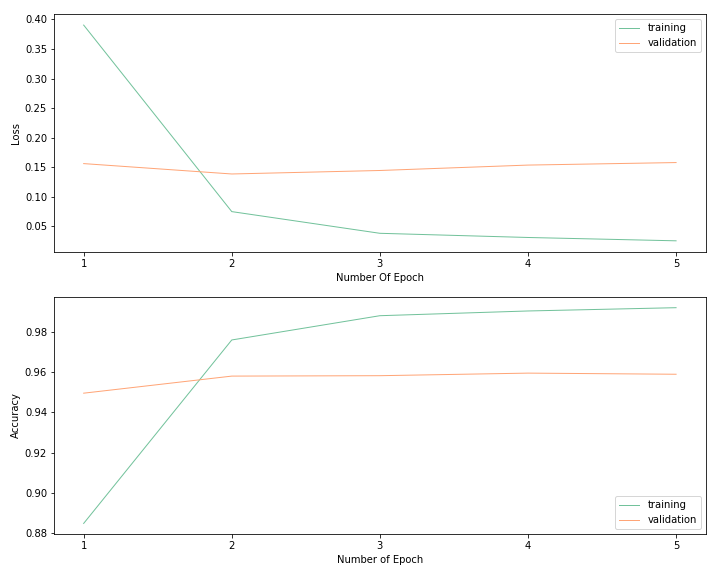 0.40
0.35
0.30
0.25
0.20
0.15
0.10
0.05
Loss
training
validation
1 2 3 4 5
Number Of Epoch
0.98
0.96
0.94
0.92
0.90
0.88
Accuracy
training
validation
1 2 3 4 5
Number of Epoch